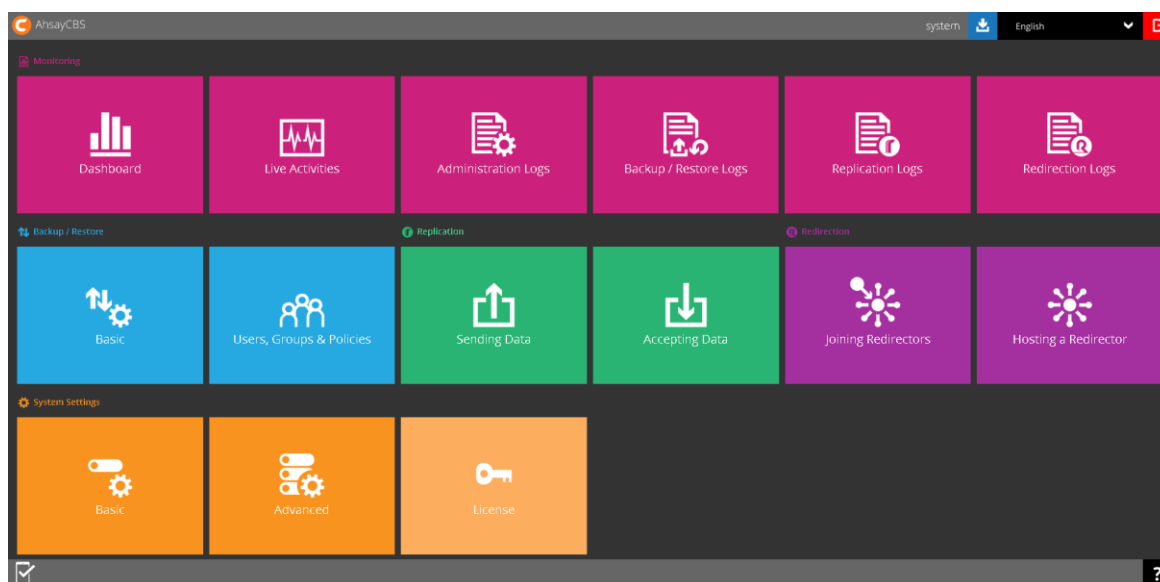 AhsayCBS
system
English
Monitoring
Dashboard
Live Activities
Administration Logs
Backup / Restore Logs
Replication Logs
Redirection Logs
Backup / Restore
Replication
Redirection
Basic
Users, Groups & Policies
Sending Data
Accepting Data
Joining Redirectors
Hosting a Redirector
System Settings
Basic
Advanced
License
?